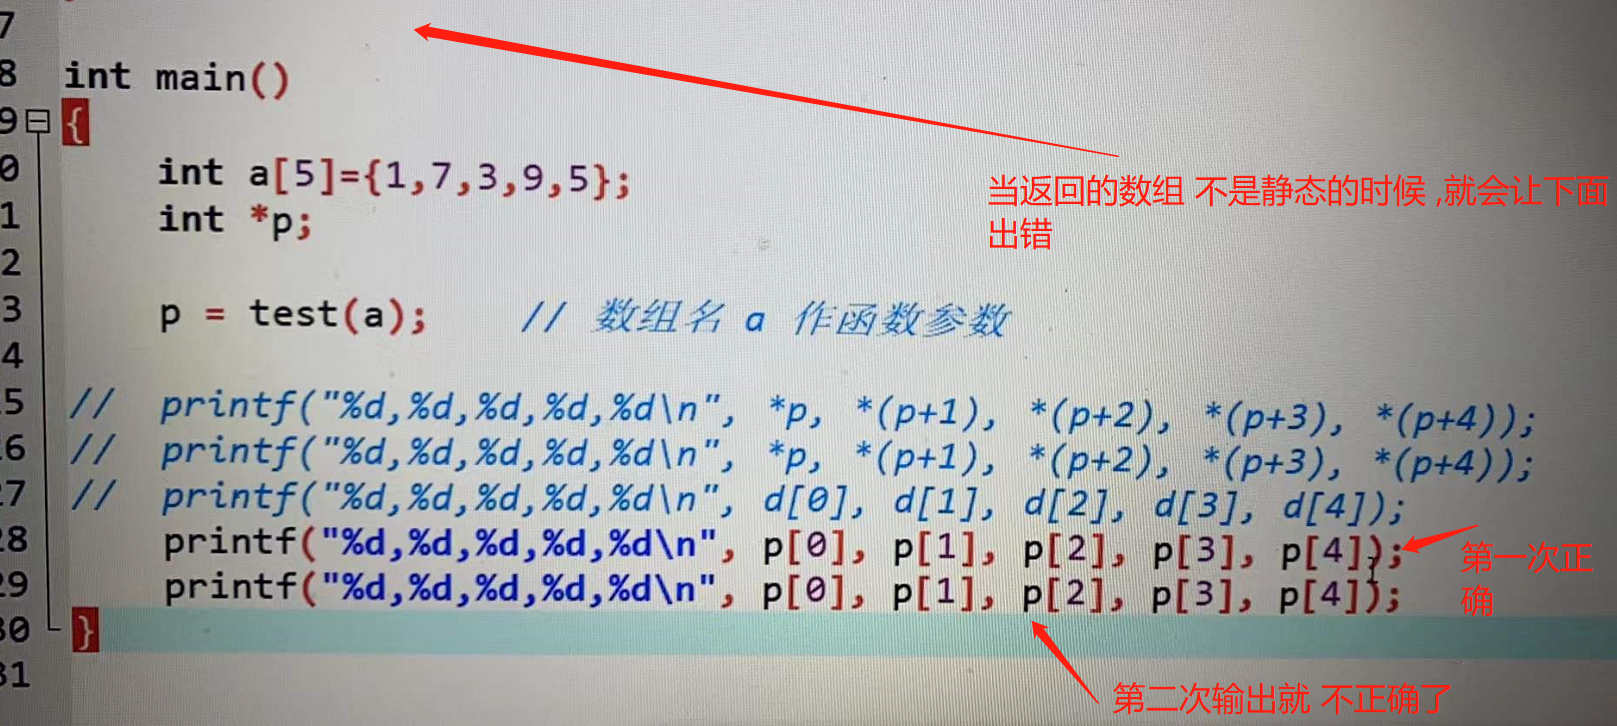 7
8 int main()
9 {
0 int a[5]={1,7,3,9,5};
1 int *p;
2
3 p = test(a); // 数组名 a 作函数参数
4
5 // printf("%d,%d,%d,%d,%d\n", *p, *(p+1), *(p+2), *(p+3), *(p+4));
6 // printf("%d,%d,%d,%d,%d\n", *p, *(p+1), *(p+2), *(p+3), *(p+4));
27 // printf("%d,%d,%d,%d,%d\n", d[0], d[1], d[2], d[3], d[4]);
28 printf("%d,%d,%d,%d,%d\n", p[0], p[1], p[2], p[3], p[4]);
29 printf("%d,%d,%d,%d,%d\n", p[0], p[1], p[2], p[3], p[4]);
30 }
31
当返回的数组 不是静态的时候 ,就会让下面
出错
第一次正
确
第二次输出就 不正确了